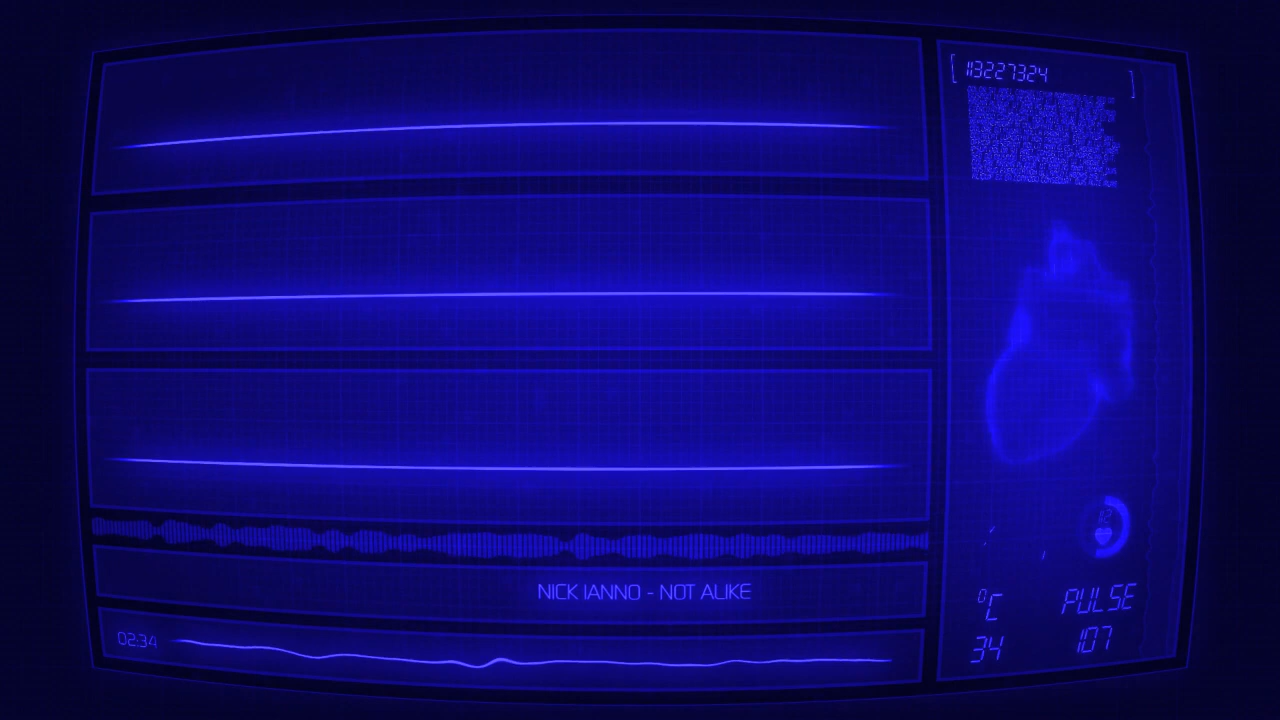 NICK IANNO - NOT ALIKE
02:34
[ 113227324 ]
°C
PULSE
34
107